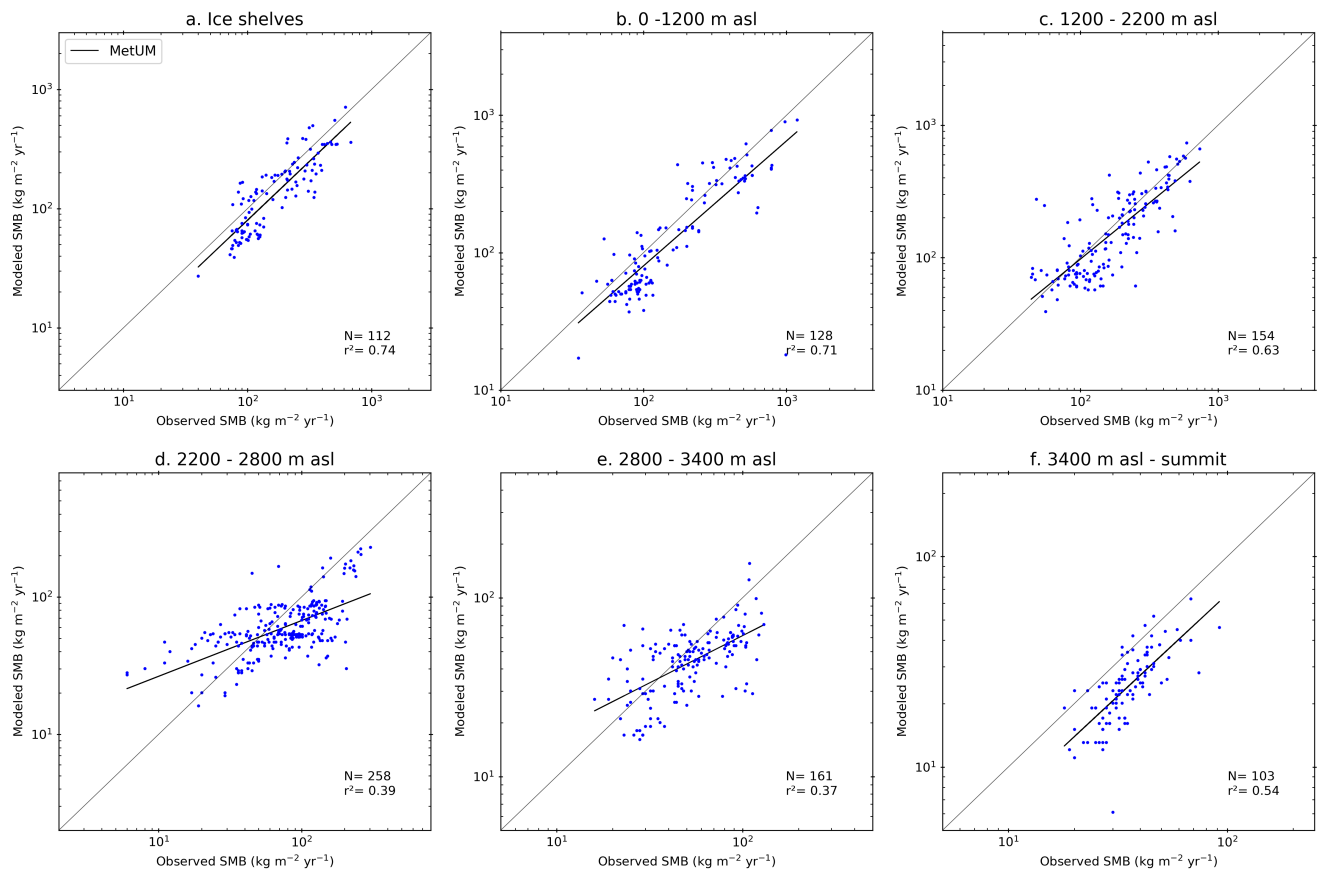 a. Ice shelves
MetUM
10³
10²
10¹
Modeled SMB (kg m⁻² yr⁻¹)
N= 112
r²= 0.74
10¹ 10² 10³
Observed SMB (kg m⁻² yr⁻¹)
b. 0 -1200 m asl
10³
10²
10¹
Modeled SMB (kg m⁻² yr⁻¹)
N= 128
r²= 0.71
10¹ 10² 10³
Observed SMB (kg m⁻² yr⁻¹)
c. 1200 - 2200 m asl
10³
10²
10¹
Modeled SMB (kg m⁻² yr⁻¹)
N= 154
r²= 0.63
10¹ 10² 10³
Observed SMB (kg m⁻² yr⁻¹)
d. 2200 - 2800 m asl
10²
10¹
Modeled SMB (kg m⁻² yr⁻¹)
N= 258
r²= 0.39
10¹ 10²
Observed SMB (kg m⁻² yr⁻¹)
e. 2800 - 3400 m asl
10²
10¹
Modeled SMB (kg m⁻² yr⁻¹)
N= 161
r²= 0.37
10¹ 10²
Observed SMB (kg m⁻² yr⁻¹)
f. 3400 m asl - summit
10²
10¹
Modeled SMB (kg m⁻² yr⁻¹)
N= 103
r²= 0.54
10¹ 10²
Observed SMB (kg m⁻² yr⁻¹)